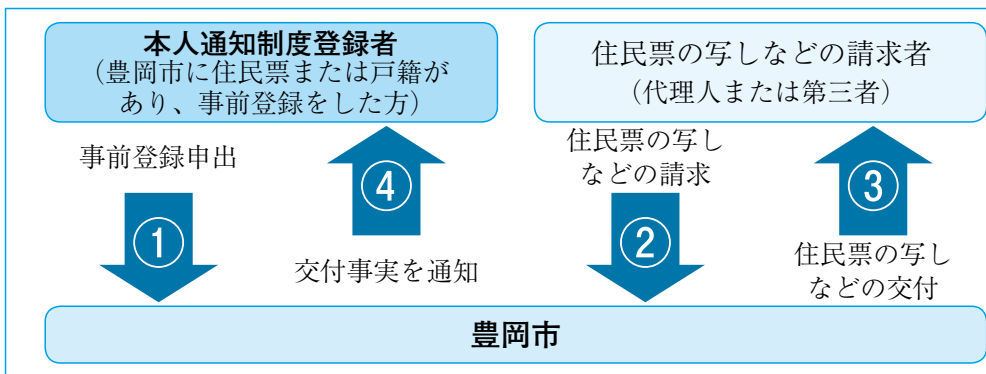 本人通知制度登録者
（豊岡市に住民票または戸籍が
あり、事前登録をした方）
住民票の写しなどの請求者
（代理人または第三者）
事前登録申出
①
④
交付事実を通知
住民票の写し
などの請求
②
③
住民票の写し
などの交付
豊岡市